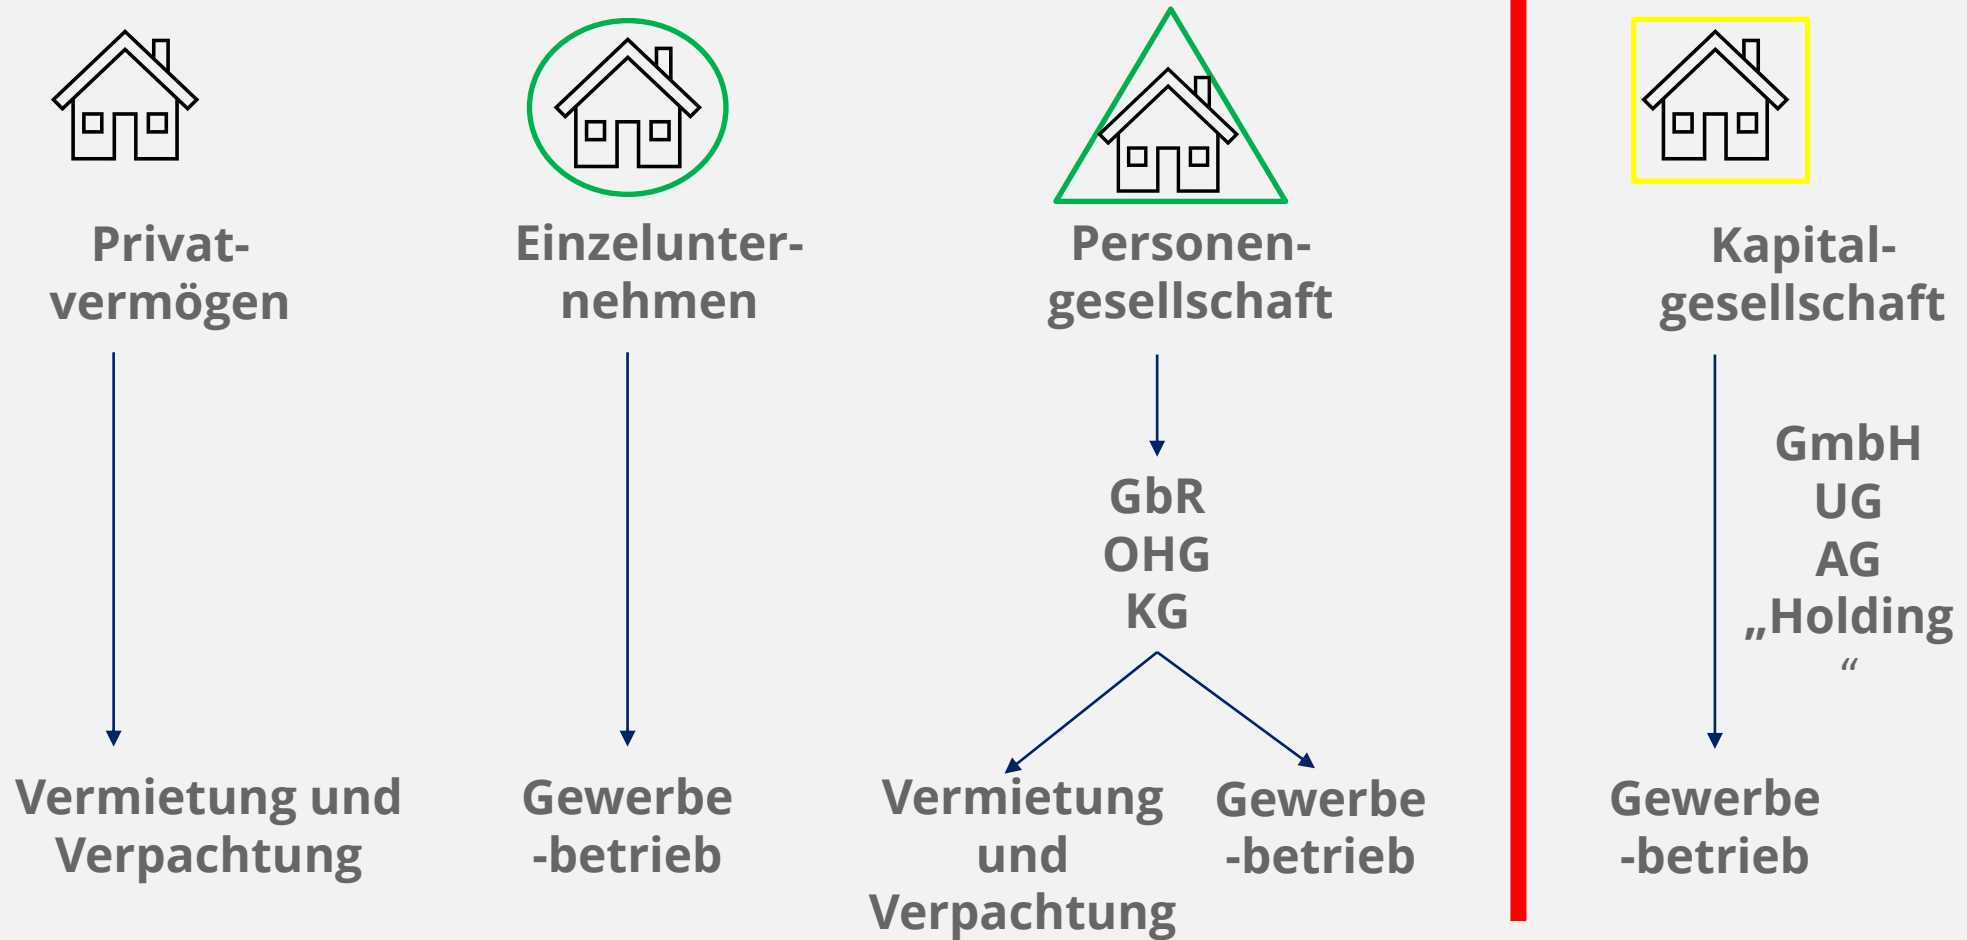 Privat-
vermögen
Einzelunter-
nehmen
Personen-
gesellschaft
Kapital-
gesellschaft
GbR
OHG
KG
GmbH
UG
AG
„Holding
“
Vermietung und
Verpachtung
Gewerbe
-betrieb
Vermietung
und
Verpachtung
Gewerbe
-betrieb
Gewerbe
-betrieb